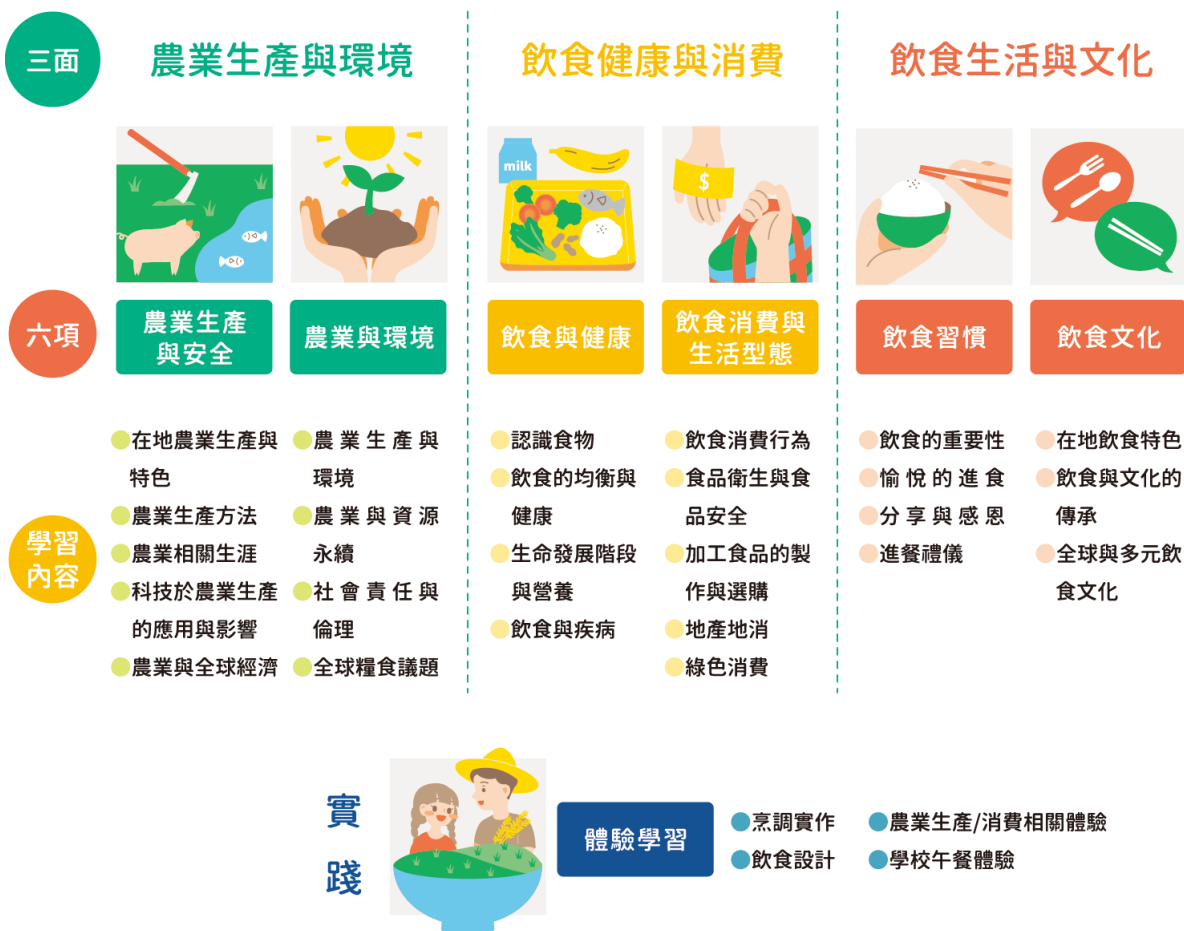 三面
農業生產與環境
飲食健康與消費
飲食生活與文化
milk
$
六項
農業生產
與安全
農業與環境
飲食與健康
飲食消費與
生活型態
飲食習慣
飲食文化
學習
內容
●在地農業生產與
特色
●農業生產方法
●農業相關生涯
●科技於農業生產
的應用與影響
●農業與全球經濟
●農業生產與
環境
●農業與資源
永續
●社會責任與
倫理
●全球糧食議題
●認識食物
●飲食的均衡與
健康
●生命發展階段
與營養
●飲食與疾病
●飲食消費行為
●食品衛生與食
品安全
●加工食品的製
作與選購
●地產地消
●綠色消費
●飲食的重要性
●愉悅的進食
●分享與感恩
●進餐禮儀
●在地飲食特色
●飲食與文化的
傳承
●全球與多元飲
食文化
實
踐
體驗學習
●烹調實作
●農業生產/消費相關體驗
●飲食設計
●學校午餐體驗